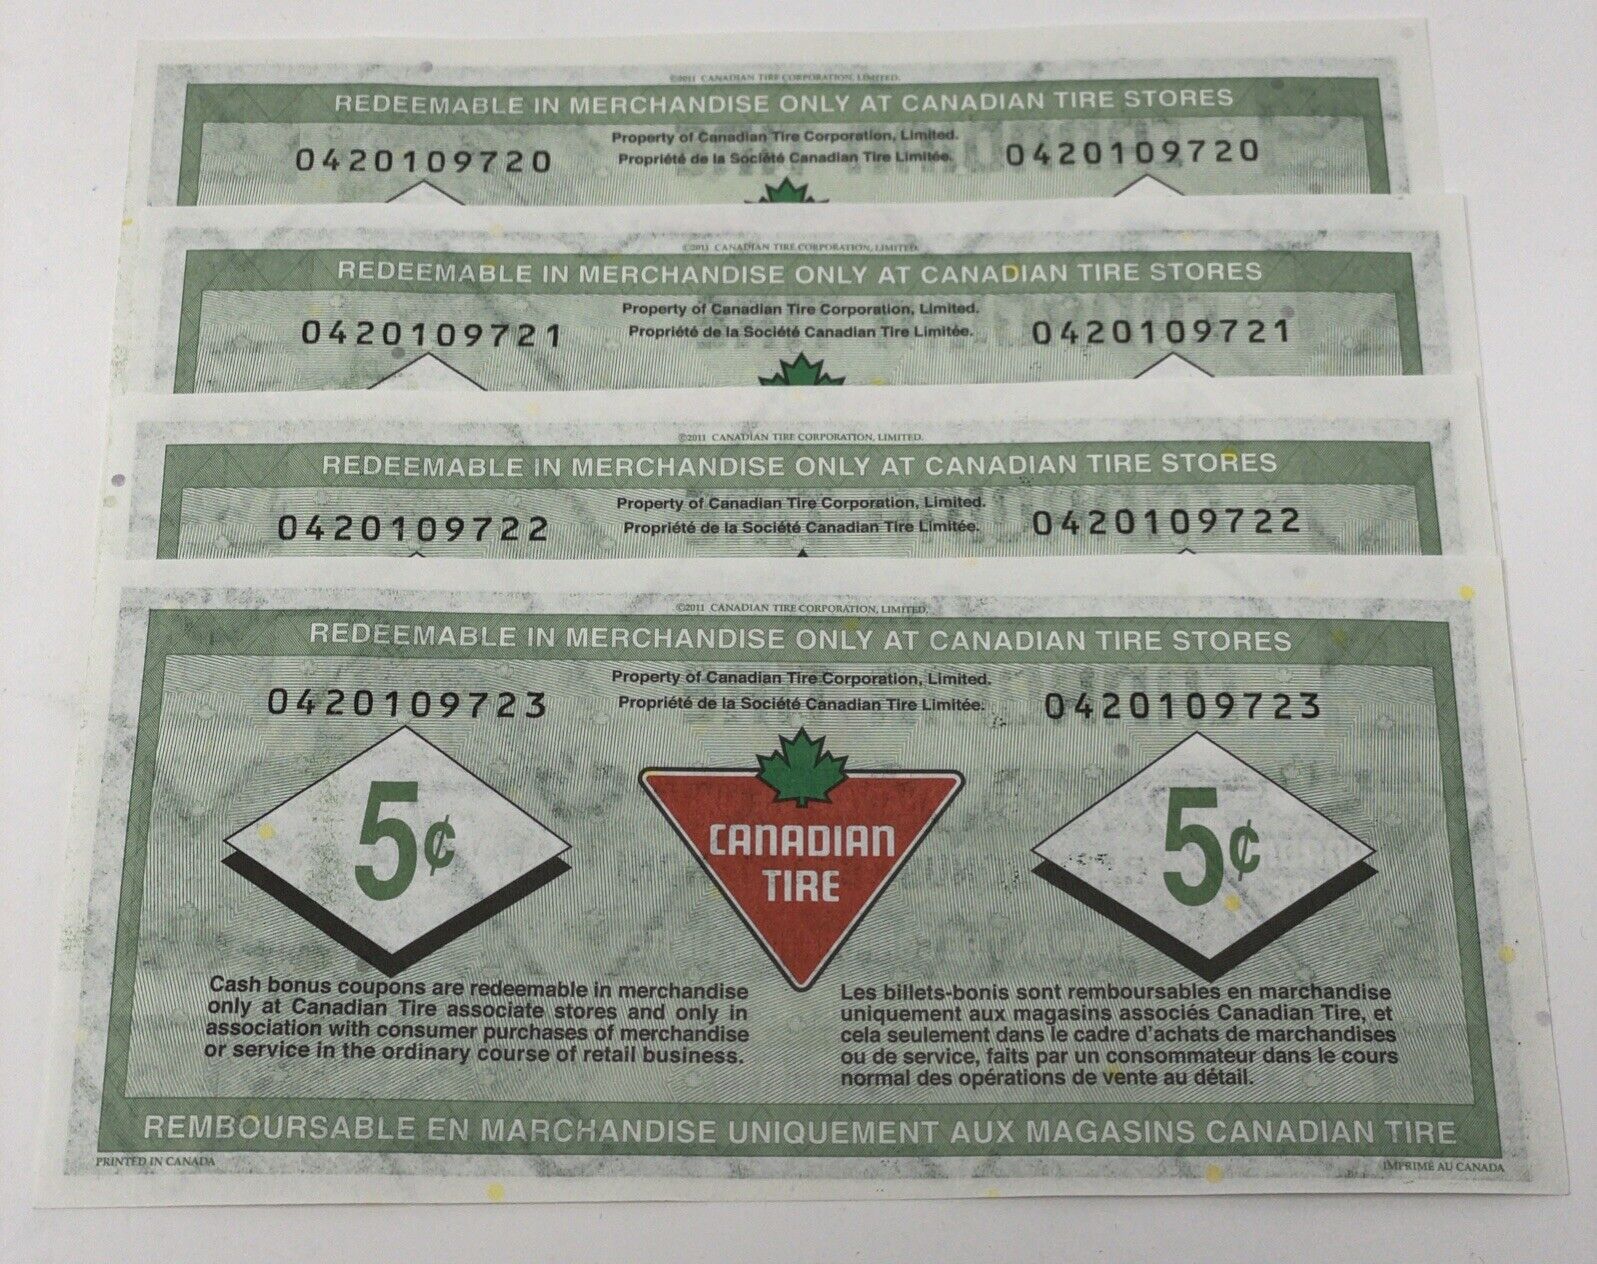 ©2011 CANADIAN TIRE CORPORATION, LIMITED.
REDEEMABLE IN MERCHANDISE ONLY AT CANADIAN TIRE STORES
Property of Canadian Tire Corporation, Limited.
0420109720 Propriété de la Société Canadian Tire Limitée. 0420109720
©2011 CANADIAN TIRE CORPORATION, LIMITED.
REDEEMABLE IN MERCHANDISE ONLY AT CANADIAN TIRE STORES
Property of Canadian Tire Corporation, Limited.
0420109721 Propriété de la Société Canadian Tire Limitée. 0420109721
©2011 CANADIAN TIRE CORPORATION, LIMITED.
REDEEMABLE IN MERCHANDISE ONLY AT CANADIAN TIRE STORES
Property of Canadian Tire Corporation, Limited.
0420109722 Propriété de la Société Canadian Tire Limitée. 0420109722
©2011 CANADIAN TIRE CORPORATION, LIMITED.
REDEEMABLE IN MERCHANDISE ONLY AT CANADIAN TIRE STORES
Property of Canadian Tire Corporation, Limited.
0420109723 Propriété de la Société Canadian Tire Limitée. 0420109723
5¢
CANADIAN
TIRE
5¢
Cash bonus coupons are redeemable in merchandise
only at Canadian Tire associate stores and only in
association with consumer purchases of merchandise
or service in the ordinary course of retail business.
Les billets-bonis sont remboursables en marchandise
uniquement aux magasins associés Canadian Tire, et
cela seulement dans le cadre d'achats de marchandises
ou de service, faits par un consommateur dans le cours
normal des opérations de vente au détail.
REMBOURSABLE EN MARCHANDISE UNIQUEMENT AUX MAGASINS CANADIAN TIRE
PRINTED IN CANADA IMPRIMÉ AU CANADA